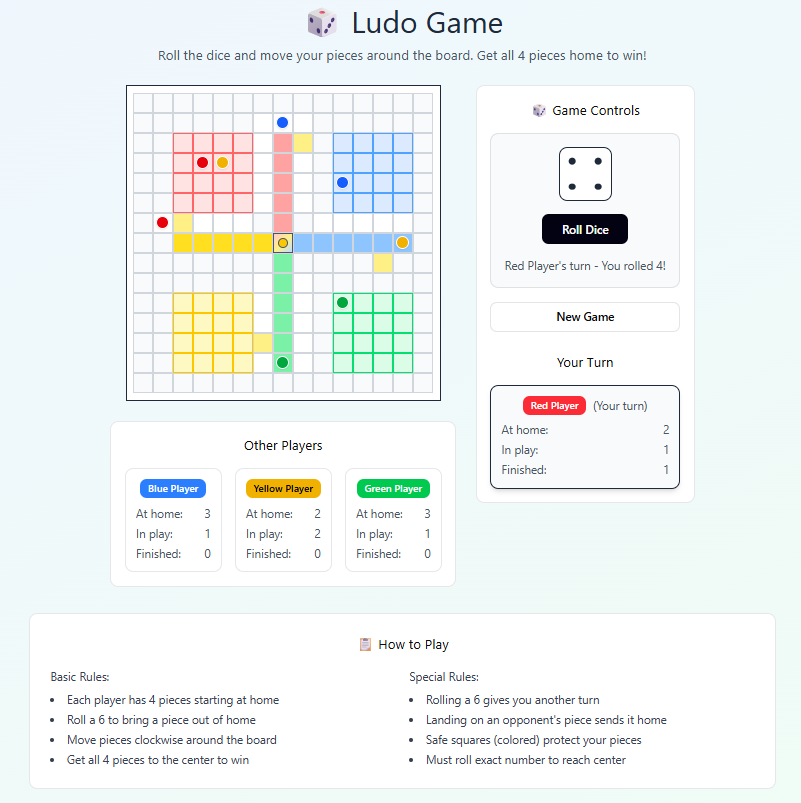 Ludo Game
Roll the dice and move your pieces around the board. Get all 4 pieces home to win!
Game Controls
Roll Dice
Red Player's turn - You rolled 4!
New Game
Your Turn
Red Player (Your turn)
At home: 2
In play: 1
Finished: 1
Other Players
Blue Player
At home: 3
In play: 1
Finished: 0
Yellow Player
At home: 2
In play: 2
Finished: 0
Green Player
At home: 3
In play: 1
Finished: 0
How to Play
Basic Rules:
• Each player has 4 pieces starting at home
• Roll a 6 to bring a piece out of home
• Move pieces clockwise around the board
• Get all 4 pieces to the center to win
Special Rules:
• Rolling a 6 gives you another turn
• Landing on an opponent's piece sends it home
• Safe squares (colored) protect your pieces
• Must roll exact number to reach center